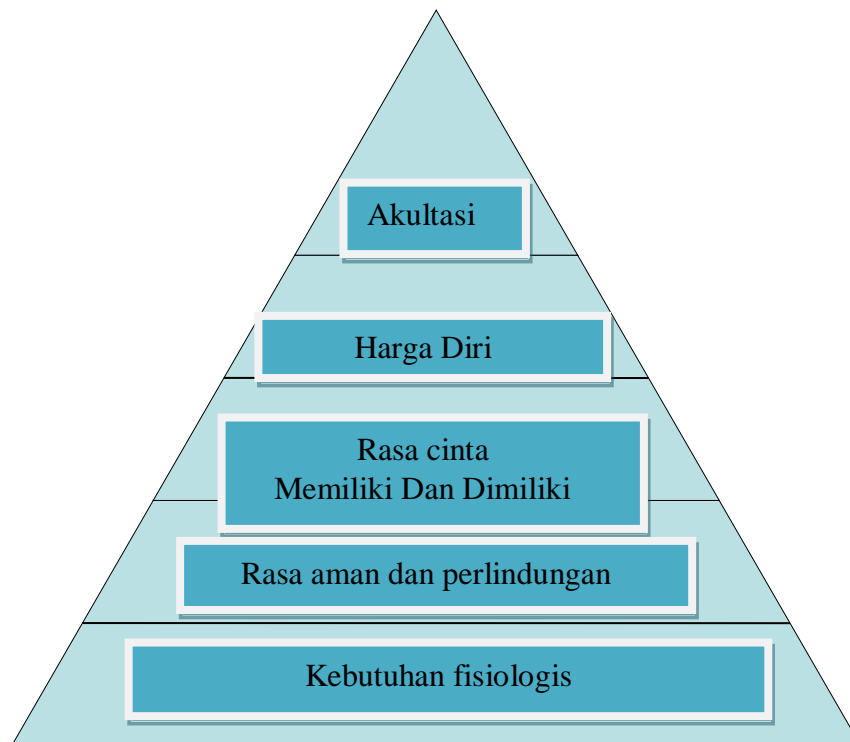 Akultasi
Harga Diri
Rasa cinta
Memiliki Dan Dimiliki
Rasa aman dan perlindungan
Kebutuhan fisiologis